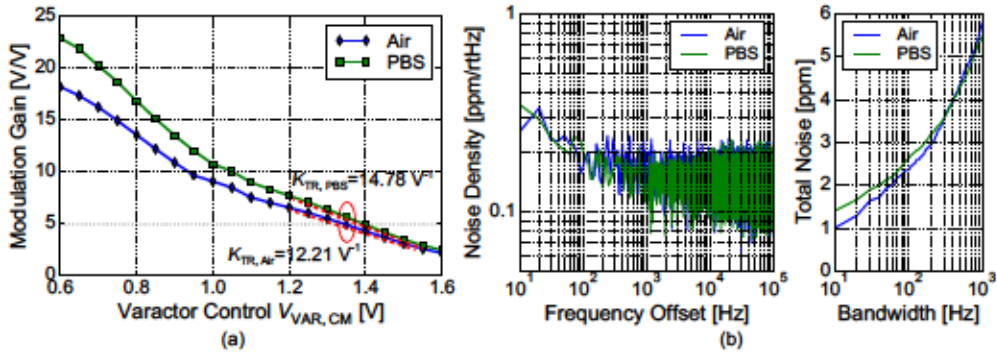 Modulation Gain [V/V]
25
20
15
10
5
0
0.6 0.8 1.0 1.2 1.4 1.6
Varactor Control V_VAR, CM [V]
Air
PBS
K_TR, PBS=14.78 V⁻¹
K_TR, Air=12.21 V⁻¹
(a)
Noise Density [ppm/rtHz]
1
0.1
10¹ 10² 10³ 10⁴ 10⁵
Frequency Offset [Hz]
Air
PBS
(b)
Total Noise [ppm]
6
5
4
3
2
1
0
10¹ 10² 10³
Bandwidth [Hz]
Air
PBS